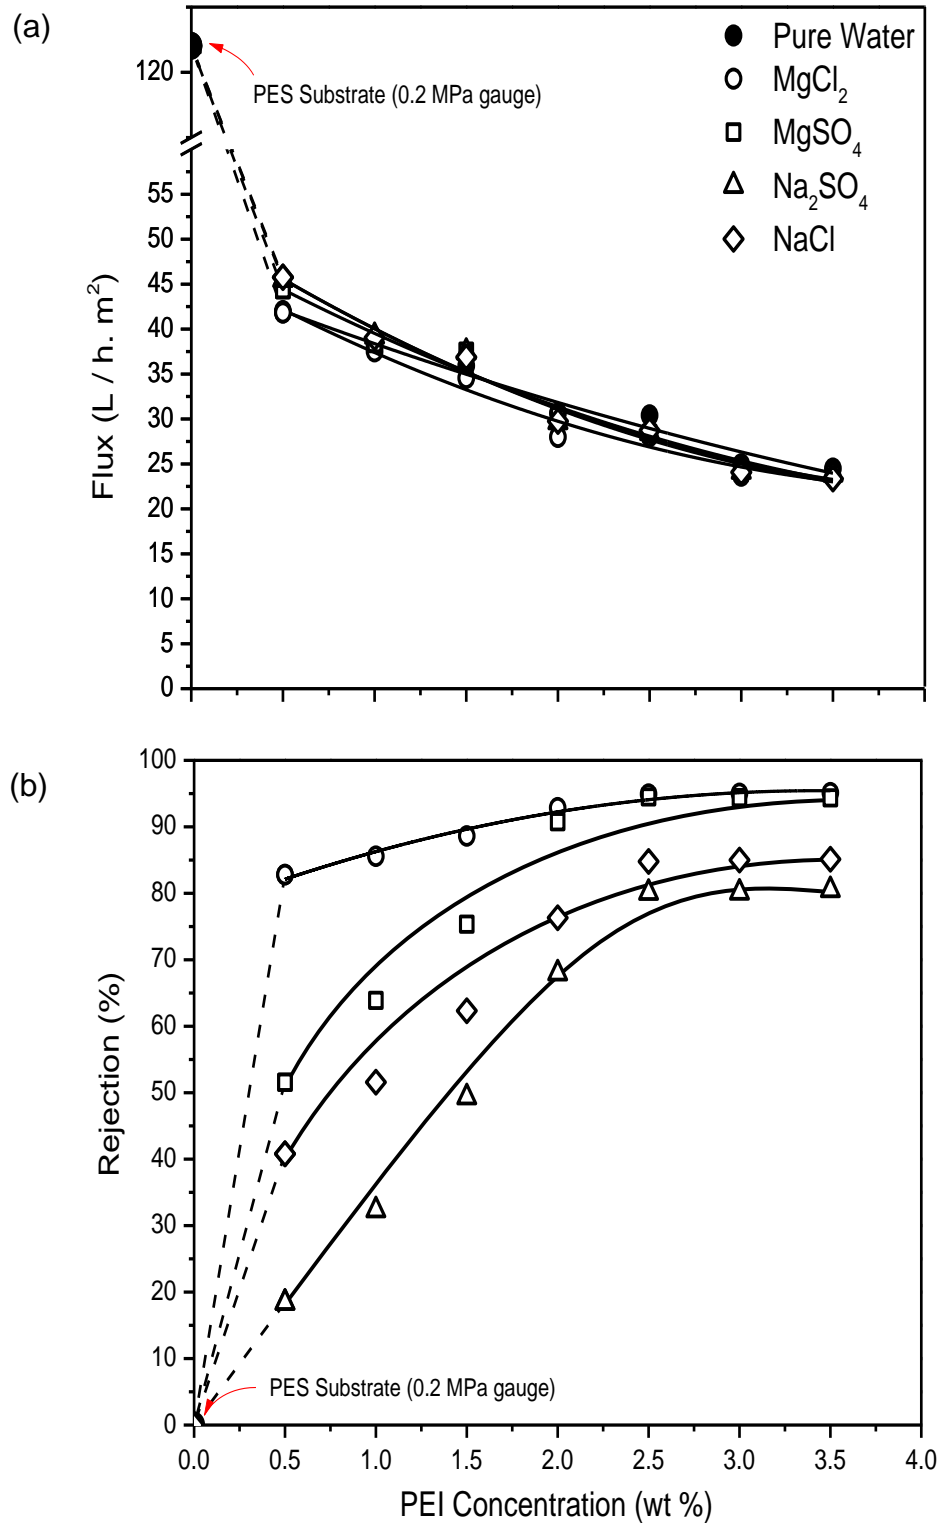 (a)
Pure Water
MgCl2
MgSO4
Na2SO4
NaCl
PES Substrate (0.2 MPa gauge)
Flux (L / h. m2)
120
55
50
45
40
35
30
25
20
15
10
5
0
(b)
Rejection (%)
100
90
80
70
60
50
40
30
20
10
0
PES Substrate (0.2 MPa gauge)
0.0 0.5 1.0 1.5 2.0 2.5 3.0 3.5 4.0
PEI Concentration (wt %)